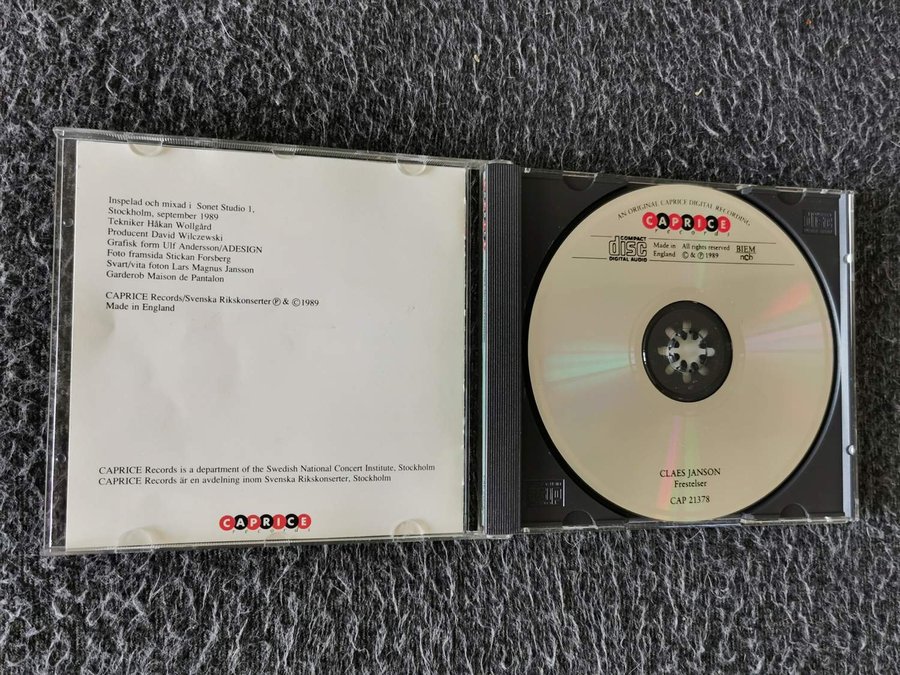 Inspelad och mixad i Sonet Studio 1,
Stockholm, september 1989
Tekniker Håkan Wollgård
Producent David Wilczewski
Grafisk form Ulf Andersson/ADESIGN
Foto framsida Stickan Forsberg
Svart/vita foton Lars Magnus Jansson
Garderob Maison de Pantalon
CAPRICE Records/Svenska Rikskonserter Ⓟ & © 1989
Made in England
CAPRICE Records is a department of the Swedish National Concert Institute, Stockholm
CAPRICE Records är en avdelning inom Svenska Rikskonserter, Stockholm
CAPRICE
records
AN ORIGINAL CAPRICE DIGITAL RECORDING
CAPRICE
records
COMPACT
disc
DIGITAL AUDIO
Made in
England
All rights reserved
© & Ⓟ 1989
BIEM
ncb
CLAES JANSON
Frestelser
CAP 21378